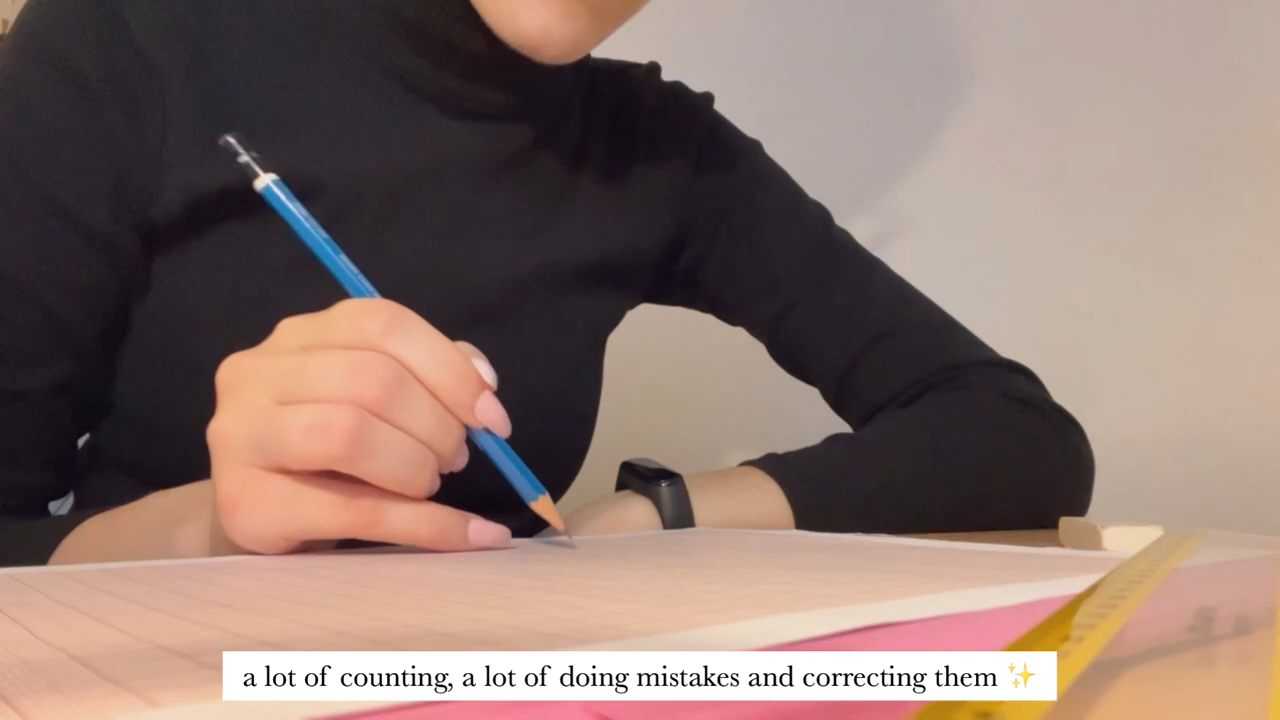 a lot of counting, a lot of doing mistakes and correcting them ✨